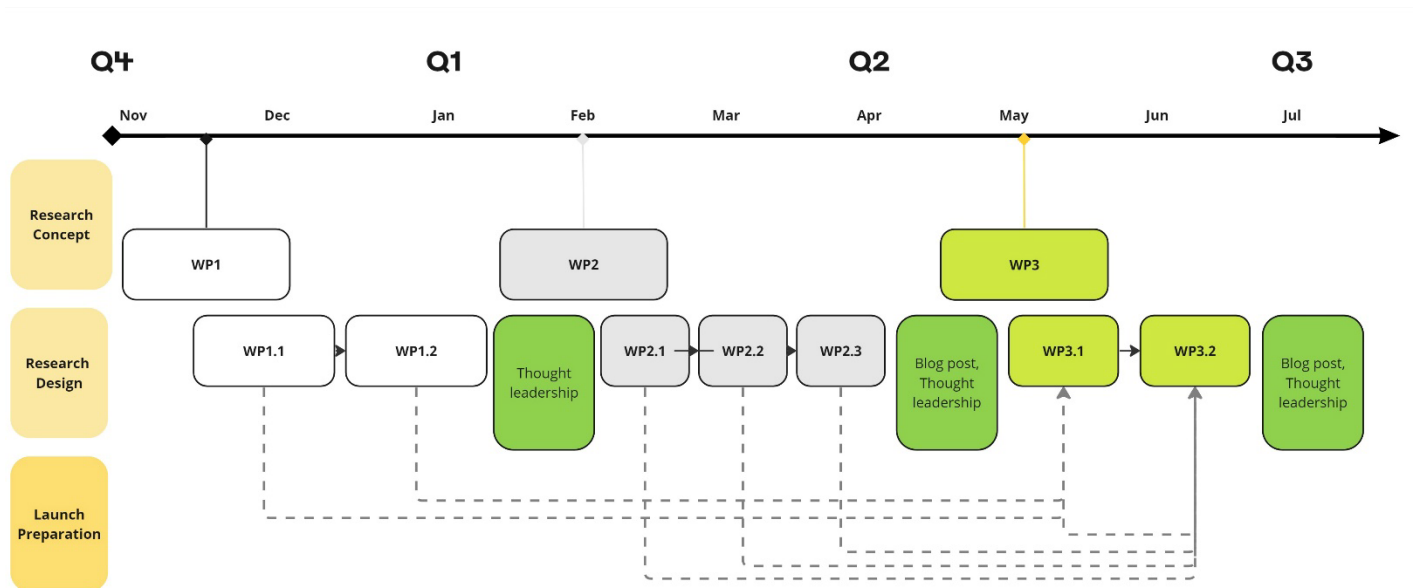 Q4
Q1
Q2
Q3
Nov
Dec
Jan
Feb
Mar
Apr
May
Jun
Jul
Research
Concept
WP1
WP2
WP3
Research
Design
WP1.1
WP1.2
Thought
leadership
WP2.1
WP2.2
WP2.3
Blog post,
Thought
leadership
WP3.1
WP3.2
Blog post,
Thought
leadership
Launch
Preparation